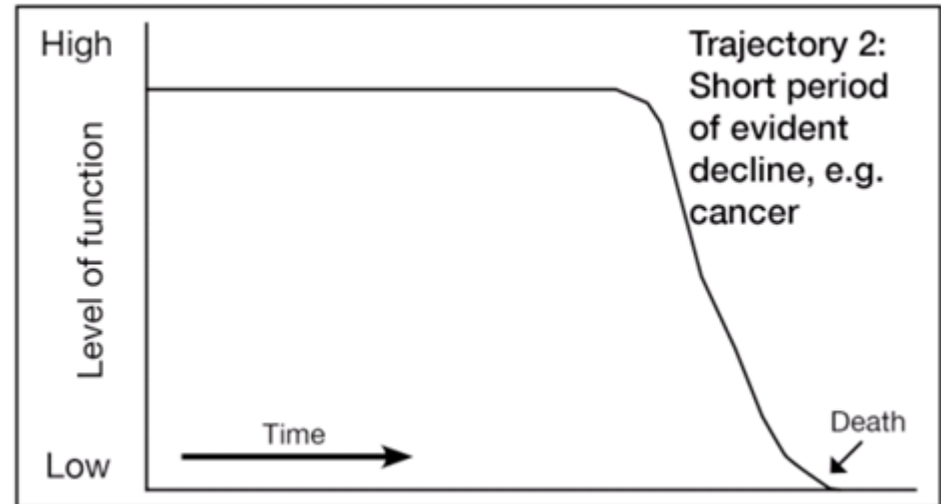 High
Trajectory 2:
Short period
of evident
decline, e.g.
cancer
Level of function
Time
Death
Low